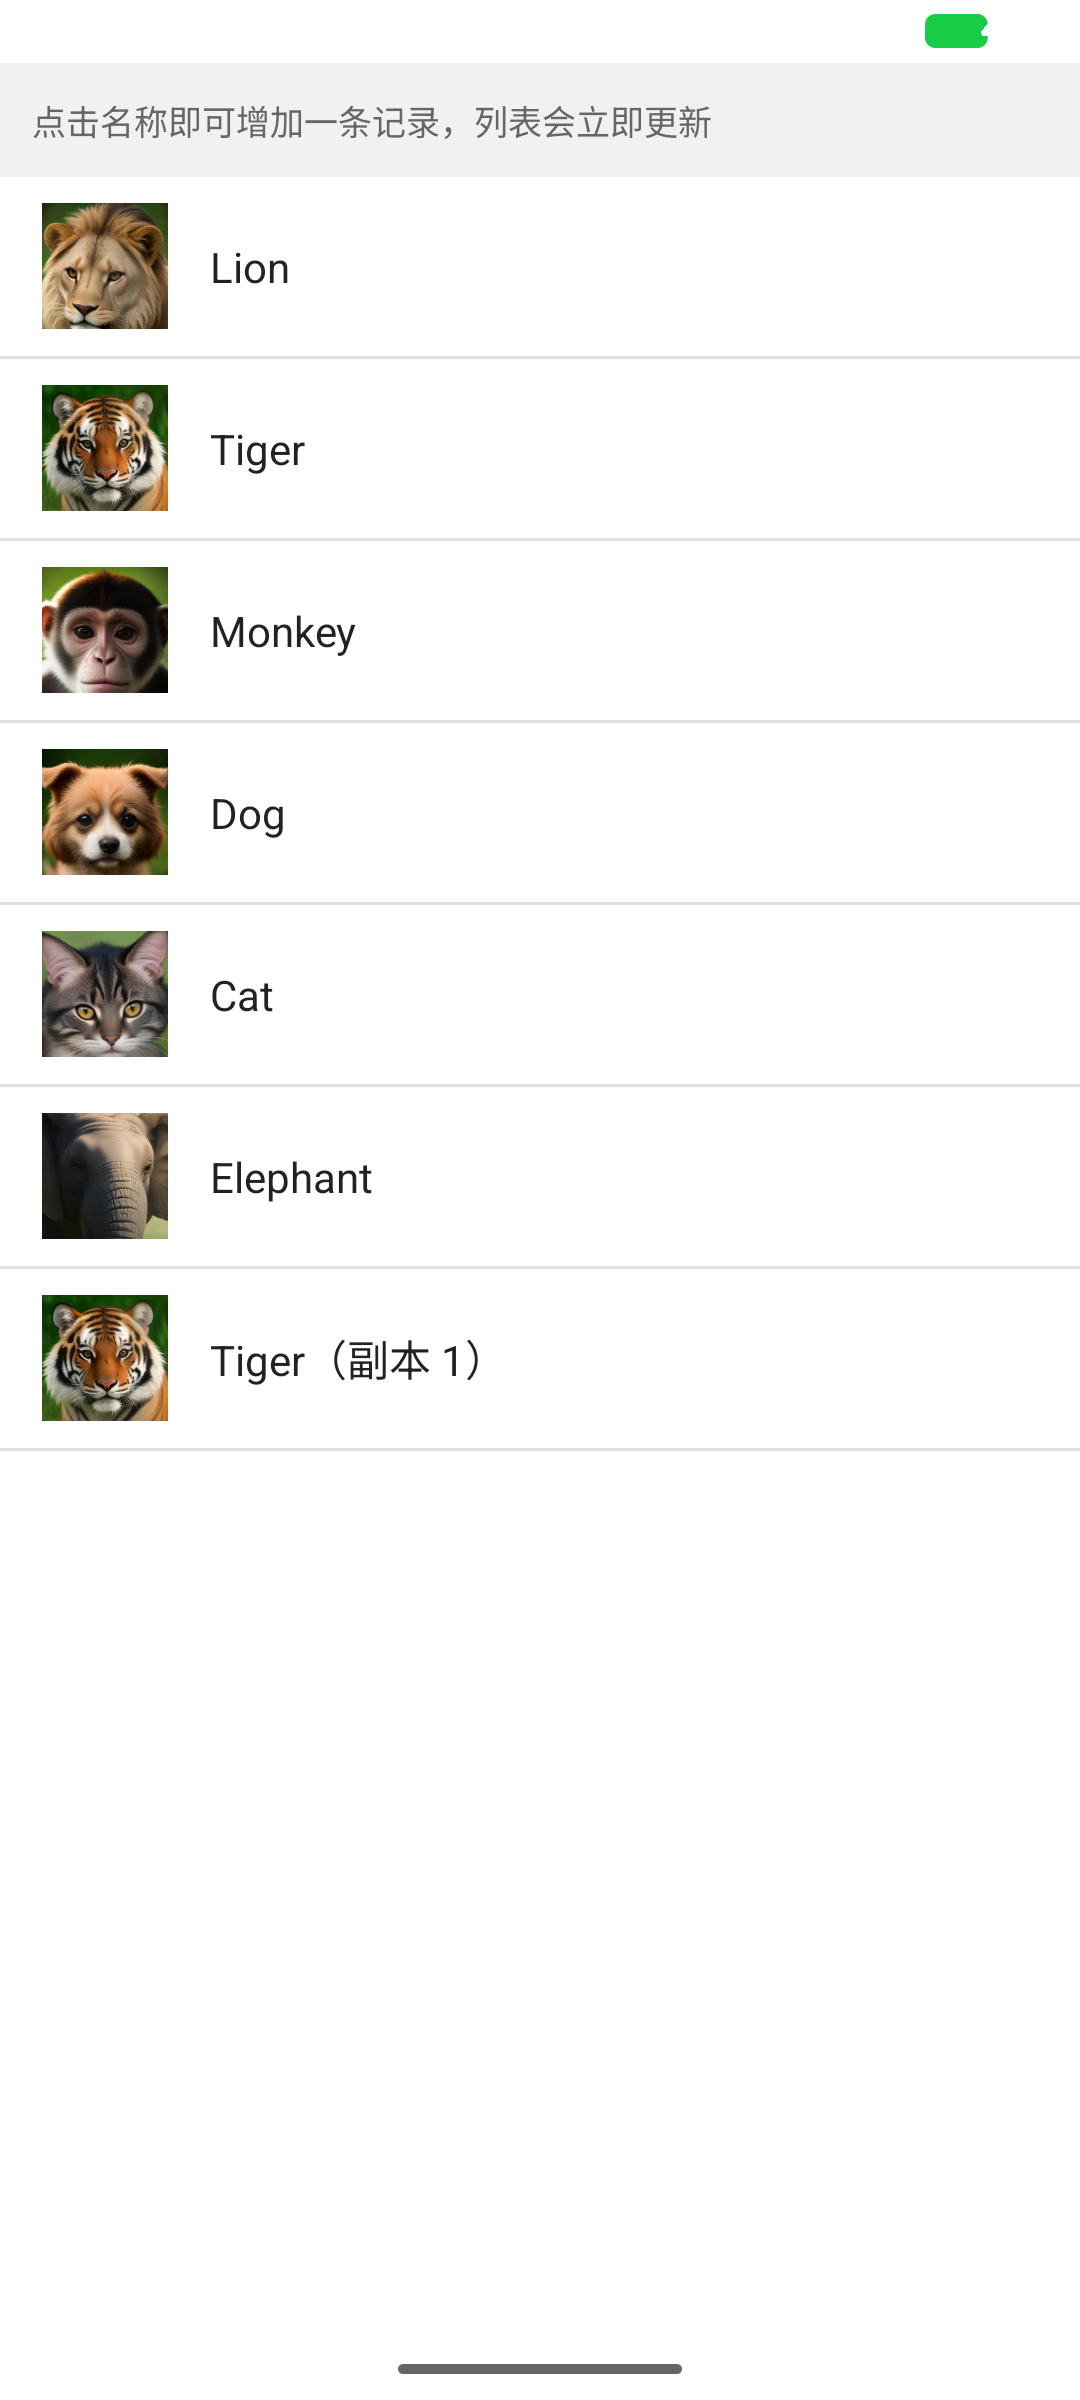 点击名称即可增加一条记录，列表会立即更新
Lion
Tiger
Monkey
Dog
Cat
Elephant
Tiger（副本 1）